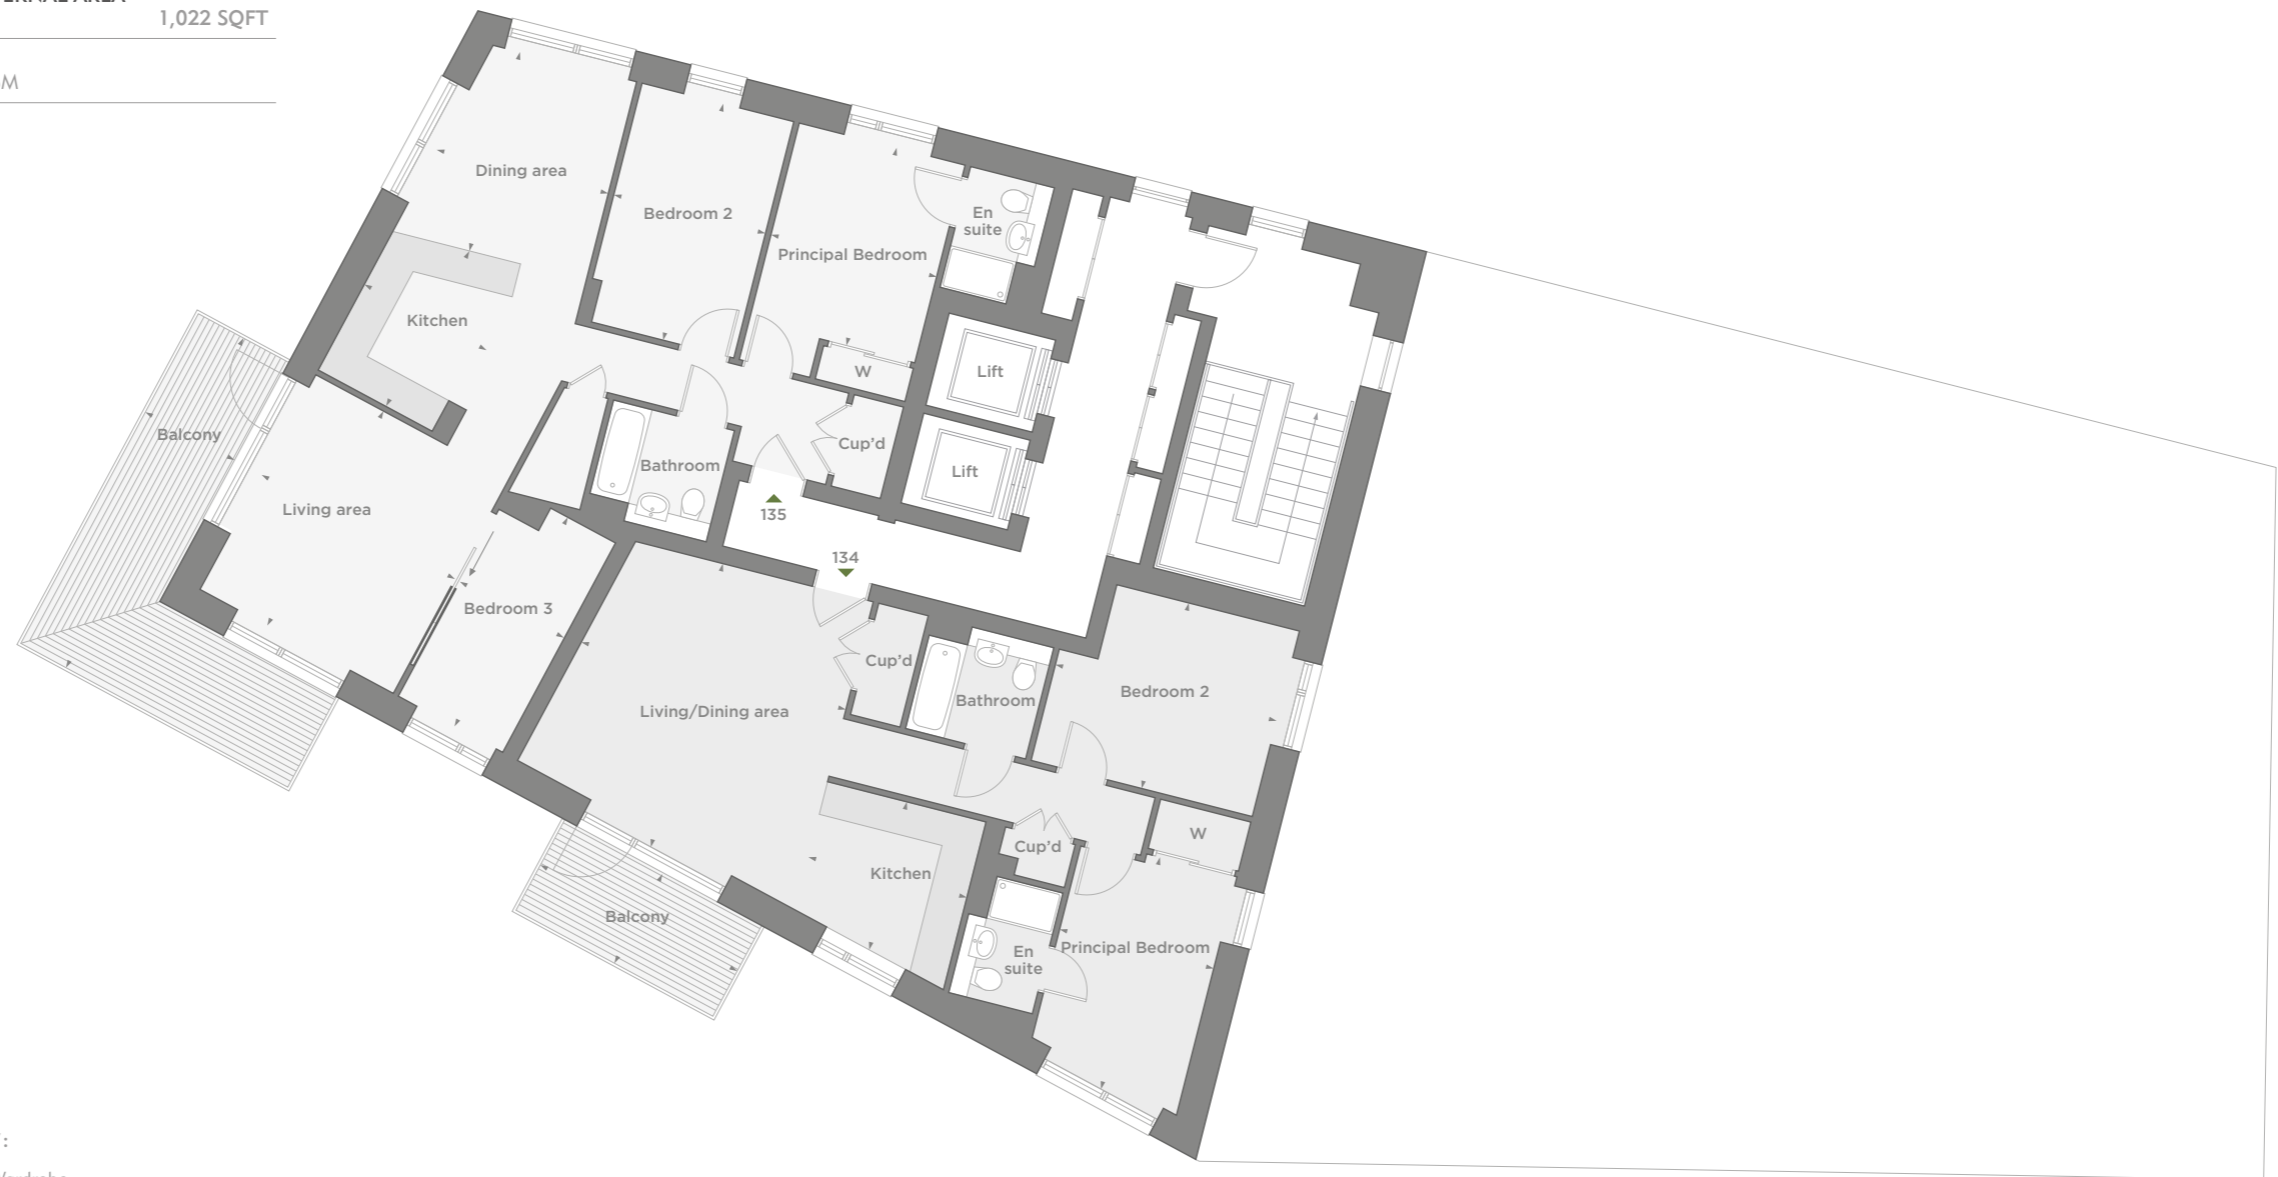 1,022 SQFT
M
Dining area
Bedroom 2
Principal Bedroom
En
suite
Kitchen
Lift
W
Balcony
Cup'd
Bathroom
Lift
Living area
135
134
Bedroom 3
Cup'd
Bedroom 2
Bathroom
Living/Dining area
W
Cup'd
Kitchen
Balcony
En
suite
Principal Bedroom
: